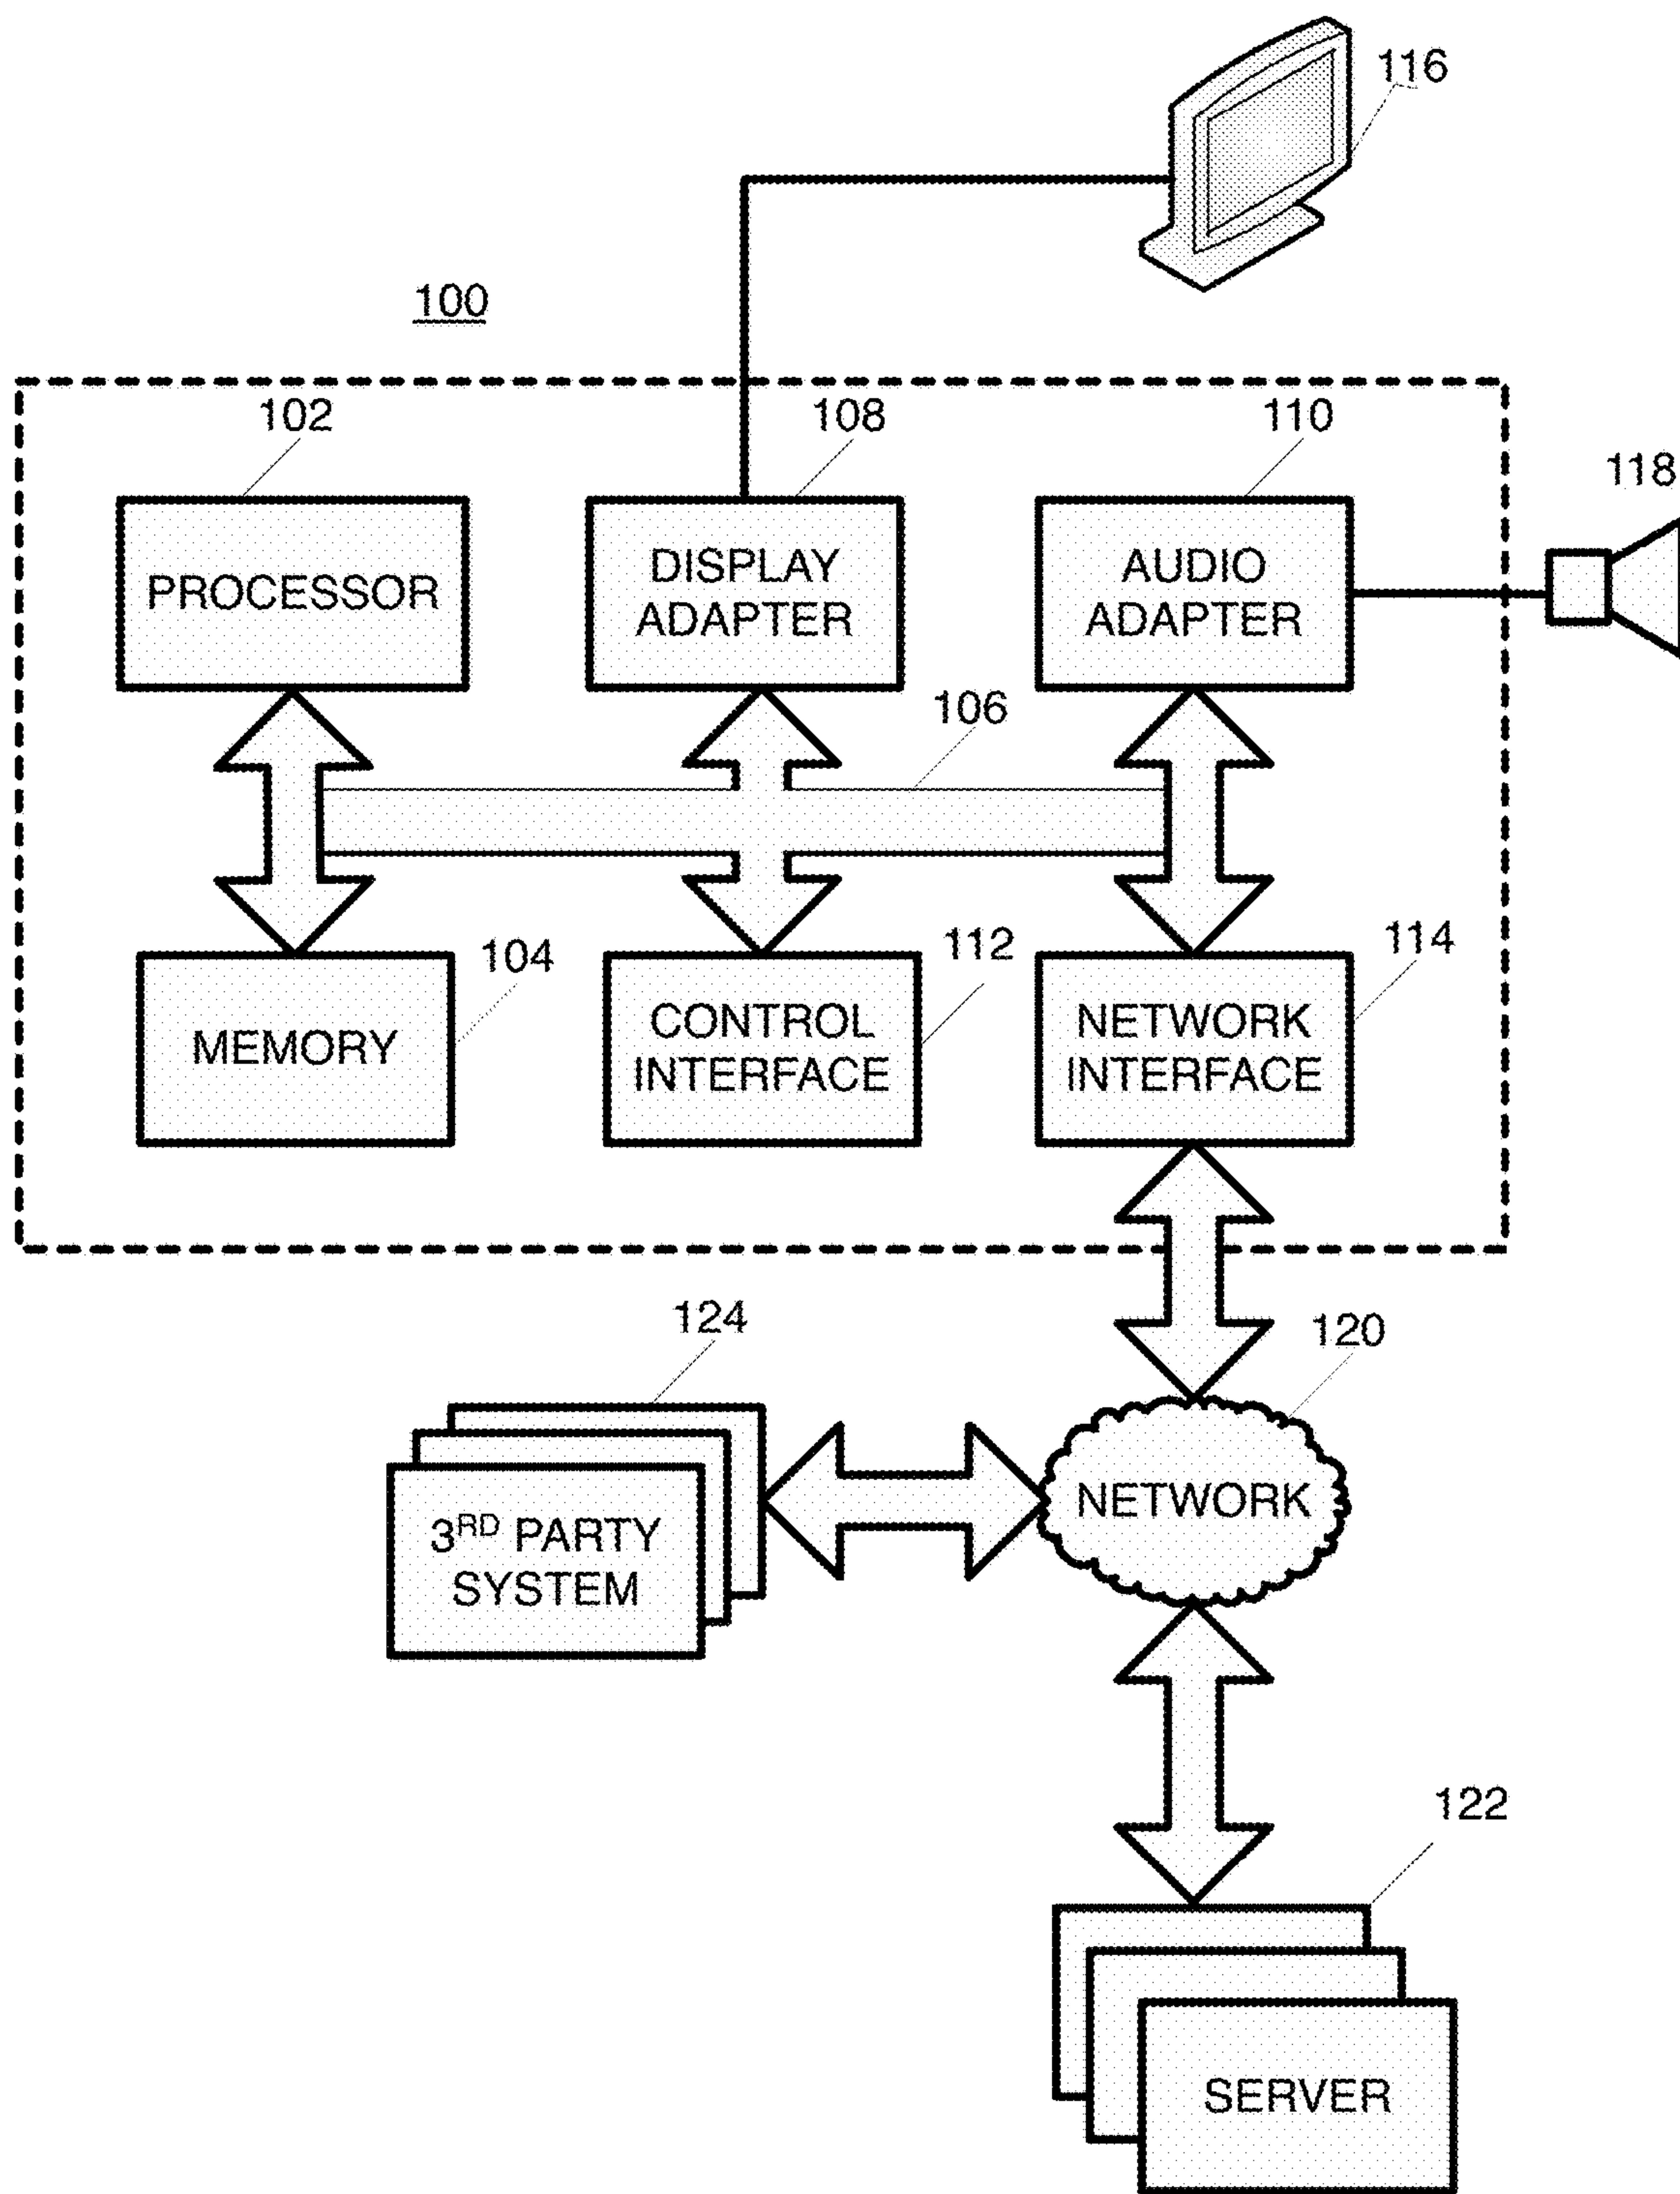 116
100
102
108
110
118
PROCESSOR
DISPLAY
ADAPTER
AUDIO
ADAPTER
106
104
112
114
MEMORY
CONTROL
INTERFACE
NETWORK
INTERFACE
124
120
3RD PARTY
SYSTEM
NETWORK
122
SERVER